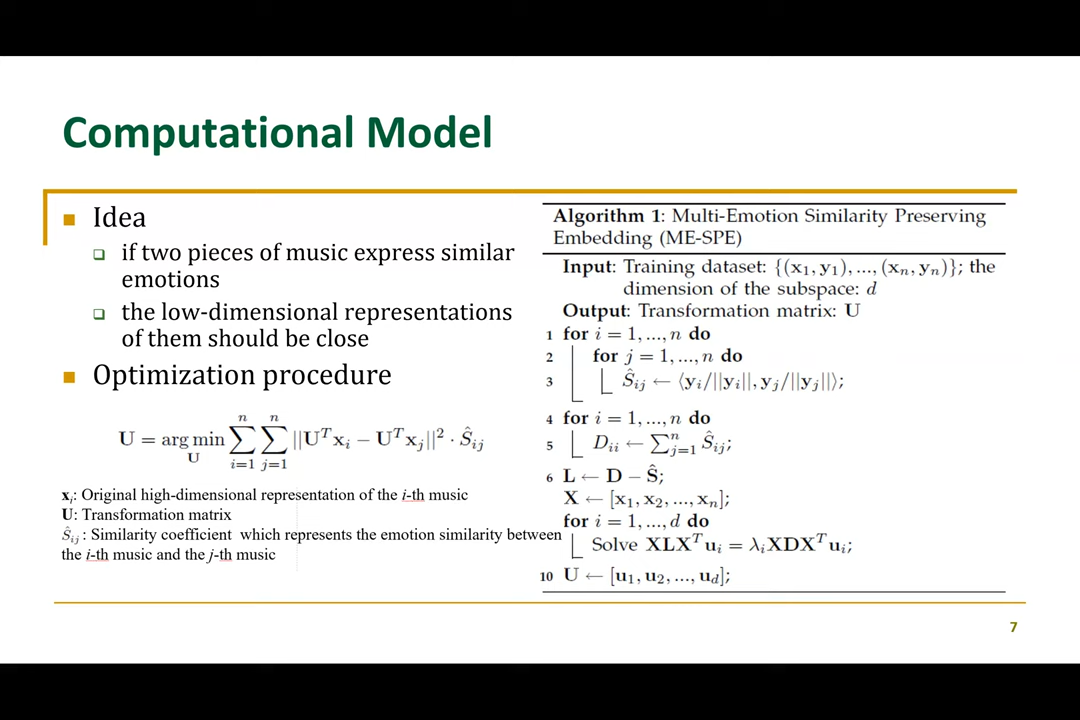 Computational Model
Idea
if two pieces of music express similar
emotions
the low-dimensional representations
of them should be close
Optimization procedure
U = arg min_U ∑_{i=1}^{n} ∑_{j=1}^{n} ||U^T x_i − U^T x_j||² · Ŝ_ij
x_i: Original high-dimensional representation of the i-th music
U: Transformation matrix
Ŝ_ij : Similarity coefficient which represents the emotion similarity between
the i-th music and the j-th music
Algorithm 1: Multi-Emotion Similarity Preserving
Embedding (ME-SPE)
Input: Training dataset: {(x_1, y_1), ..., (x_n, y_n)}; the
dimension of the subspace: d
Output: Transformation matrix: U
1 for i = 1, ..., n do
2 for j = 1, ..., n do
3 Ŝ_ij ← ⟨y_i/||y_i||, y_j/||y_j||⟩;
4 for i = 1, ..., n do
5 D_ii ← ∑_{j=1}^{n} Ŝ_ij;
6 L ← D − Ŝ;
X ← [x_1, x_2, ..., x_n];
for i = 1, ..., d do
Solve XLX^T u_i = λ_i XDX^T u_i;
10 U ← [u_1, u_2, ..., u_d];
7